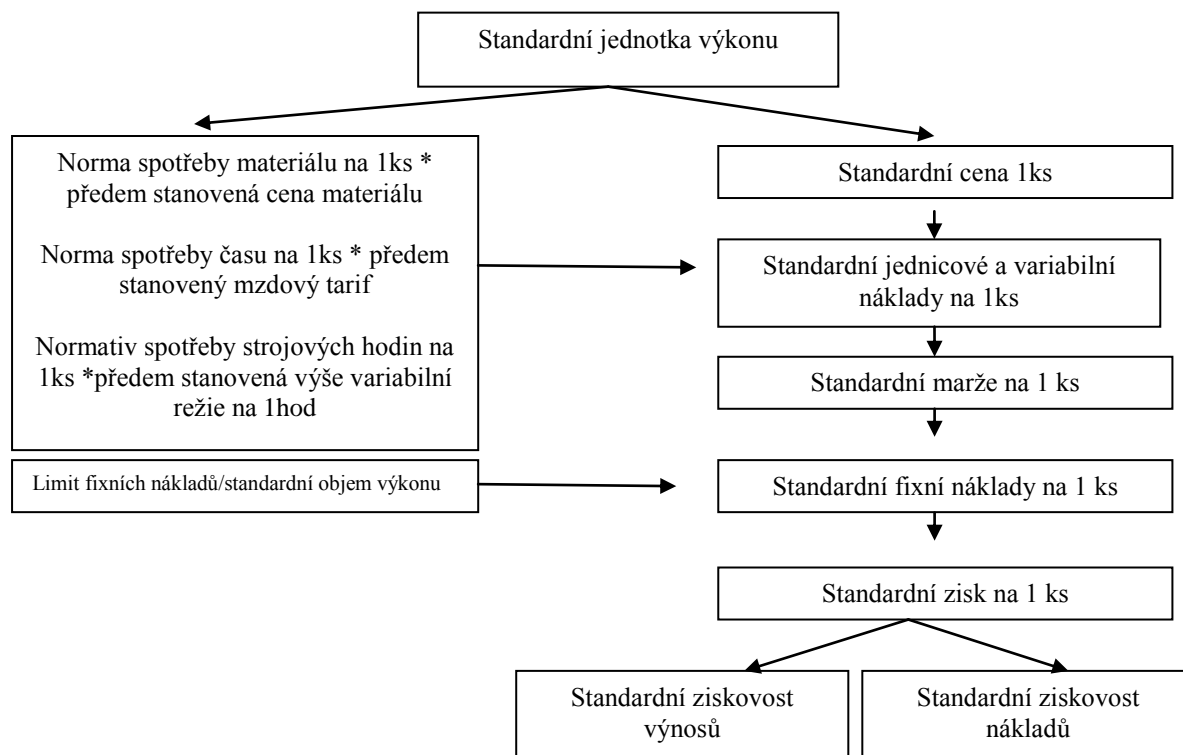 Standardní jednotka výkonu
Norma spotřeby materiálu na 1ks *
předem stanovená cena materiálu
Norma spotřeby času na 1ks * předem
stanovený mzdový tarif
Normativ spotřeby strojových hodin na
1ks *předem stanovená výše variabilní
režie na 1hod
Limit fixních nákladů/standardní objem výkonu
Standardní cena 1ks
Standardní jednicové a variabilní
náklady na 1ks
Standardní marže na 1 ks
Standardní fixní náklady na 1 ks
Standardní zisk na 1 ks
Standardní ziskovost
výnosů
Standardní ziskovost
nákladů